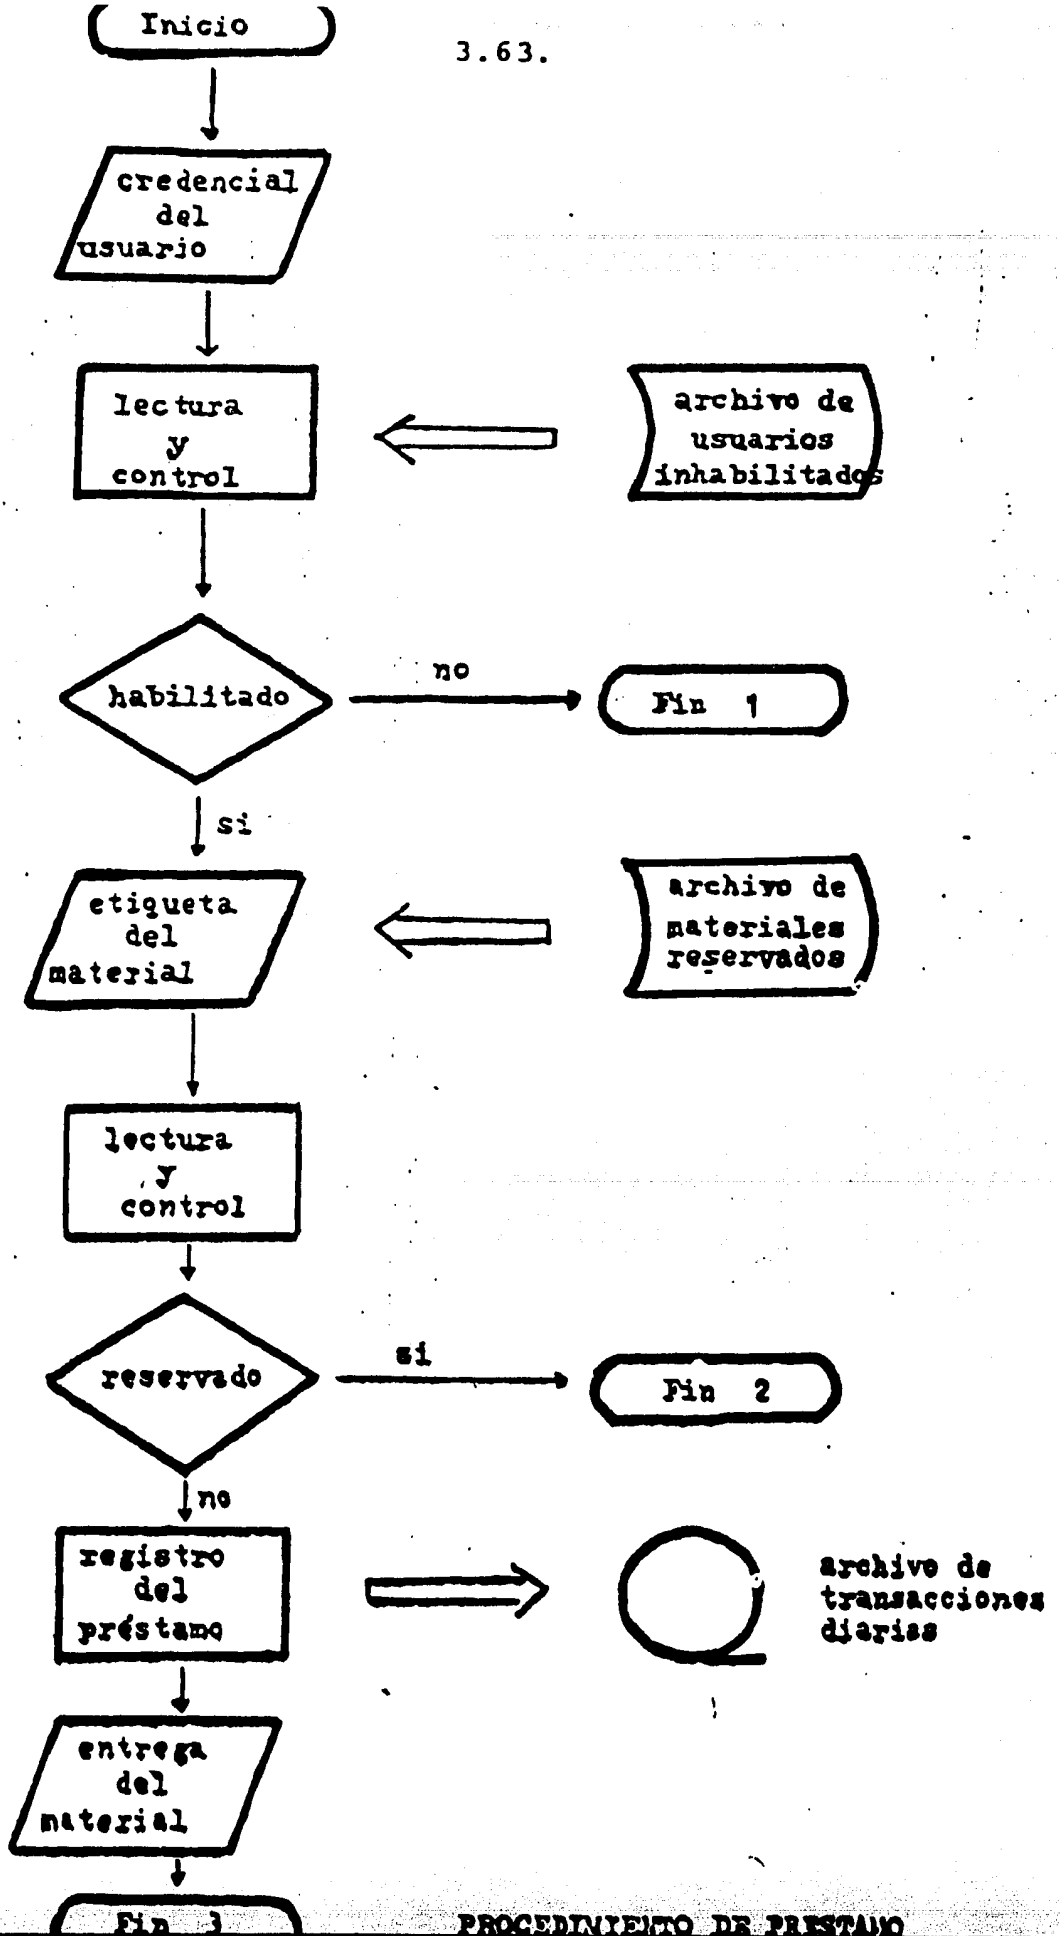 Inicio
3.63.
credencial
del
usuario
lectura
y
control
archivo de
usuarios
inhabilitados
habilitado
no
Fin 1
si
etiqueta
del
material
archivo de
materiales
reservados
lectura
y
control
reservado
si
Fin 2
no
registro
del
préstamo
archivo de
transacciones
diarias
entrega
del
material
Fin 3
PROCEDIMIENTO DE PRESTAMO